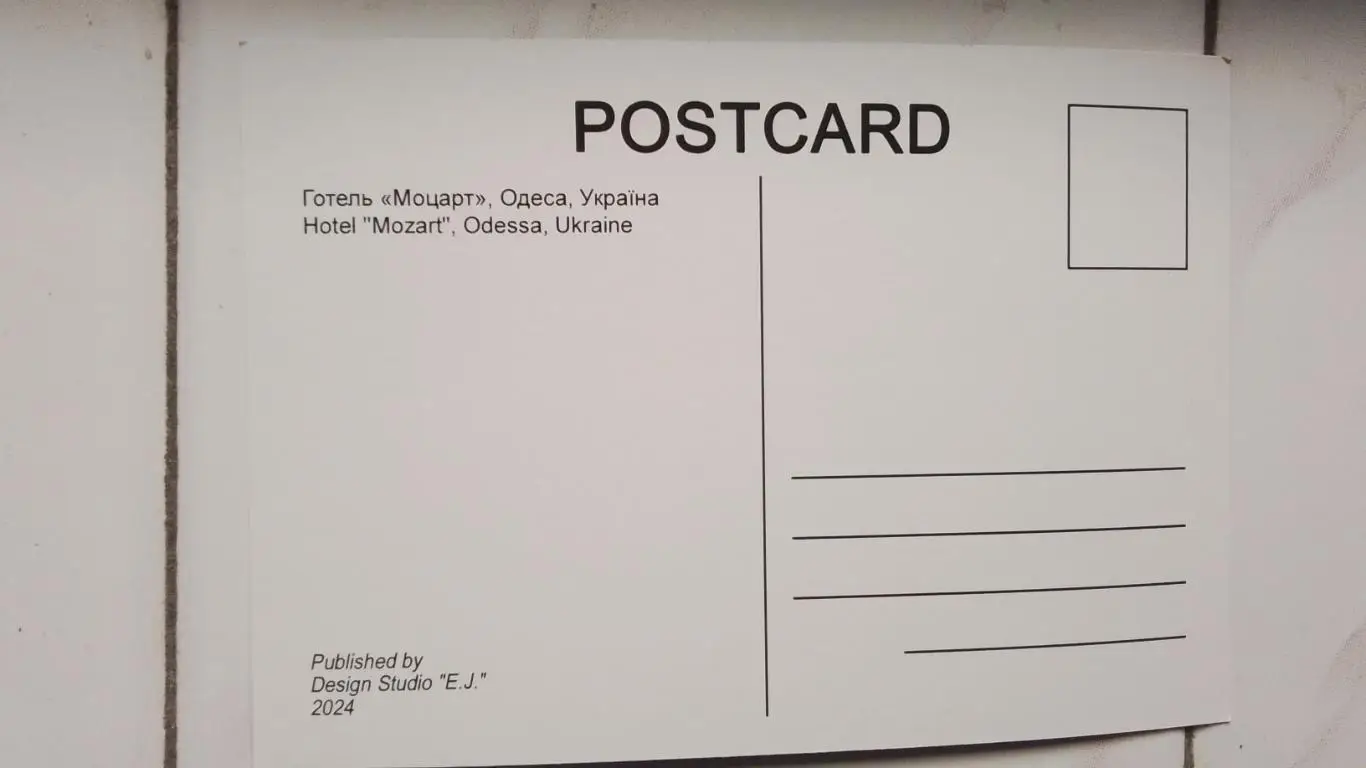 POSTCARD
Готель «Моцарт», Одеса, Україна
Hotel "Mozart", Odessa, Ukraine
Published by
Design Studio "E.J."
2024